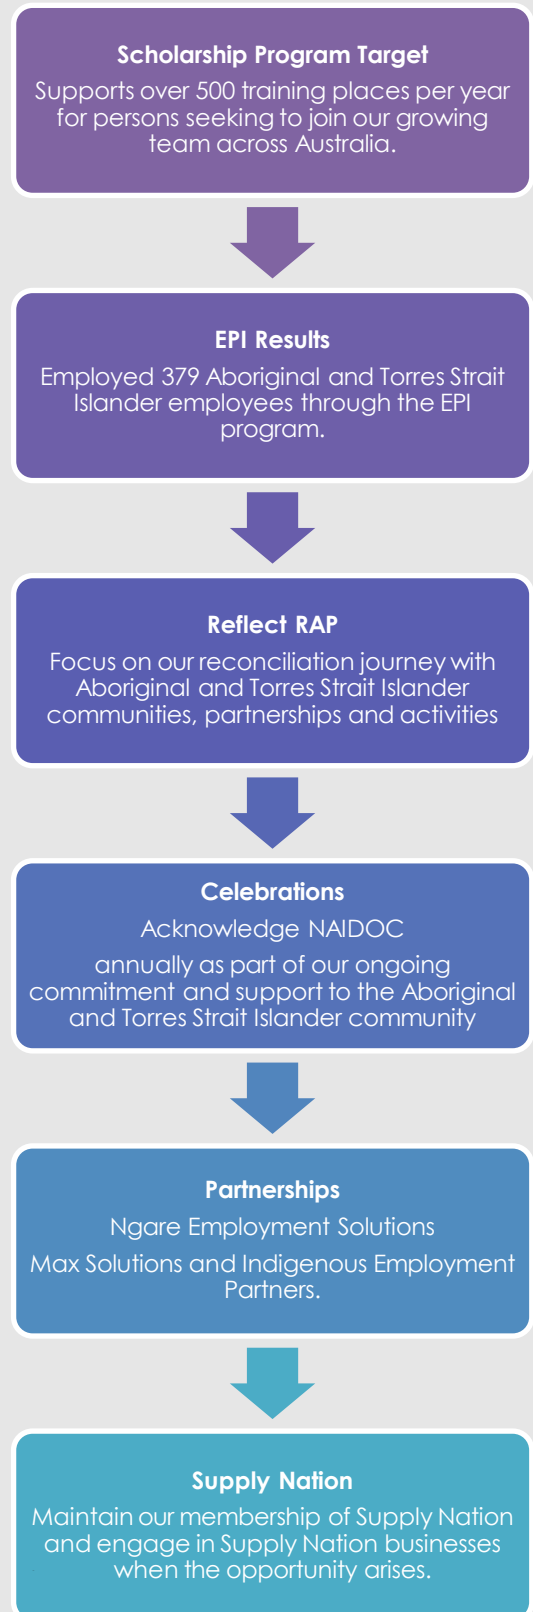 Scholarship Program Target
Supports over 500 training places per year
for persons seeking to join our growing
team across Australia.
EPI Results
Employed 379 Aboriginal and Torres Strait
Islander employees through the EPI
program.
Reflect RAP
Focus on our reconciliation journey with
Aboriginal and Torres Strait Islander
communities, partnerships and activities
Celebrations
Acknowledge NAIDOC
annually as part of our ongoing
commitment and support to the Aboriginal
and Torres Strait Islander community
Partnerships
Ngare Employment Solutions
Max Solutions and Indigenous Employment
Partners.
Supply Nation
Maintain our membership of Supply Nation
and engage in Supply Nation businesses
when the opportunity arises.